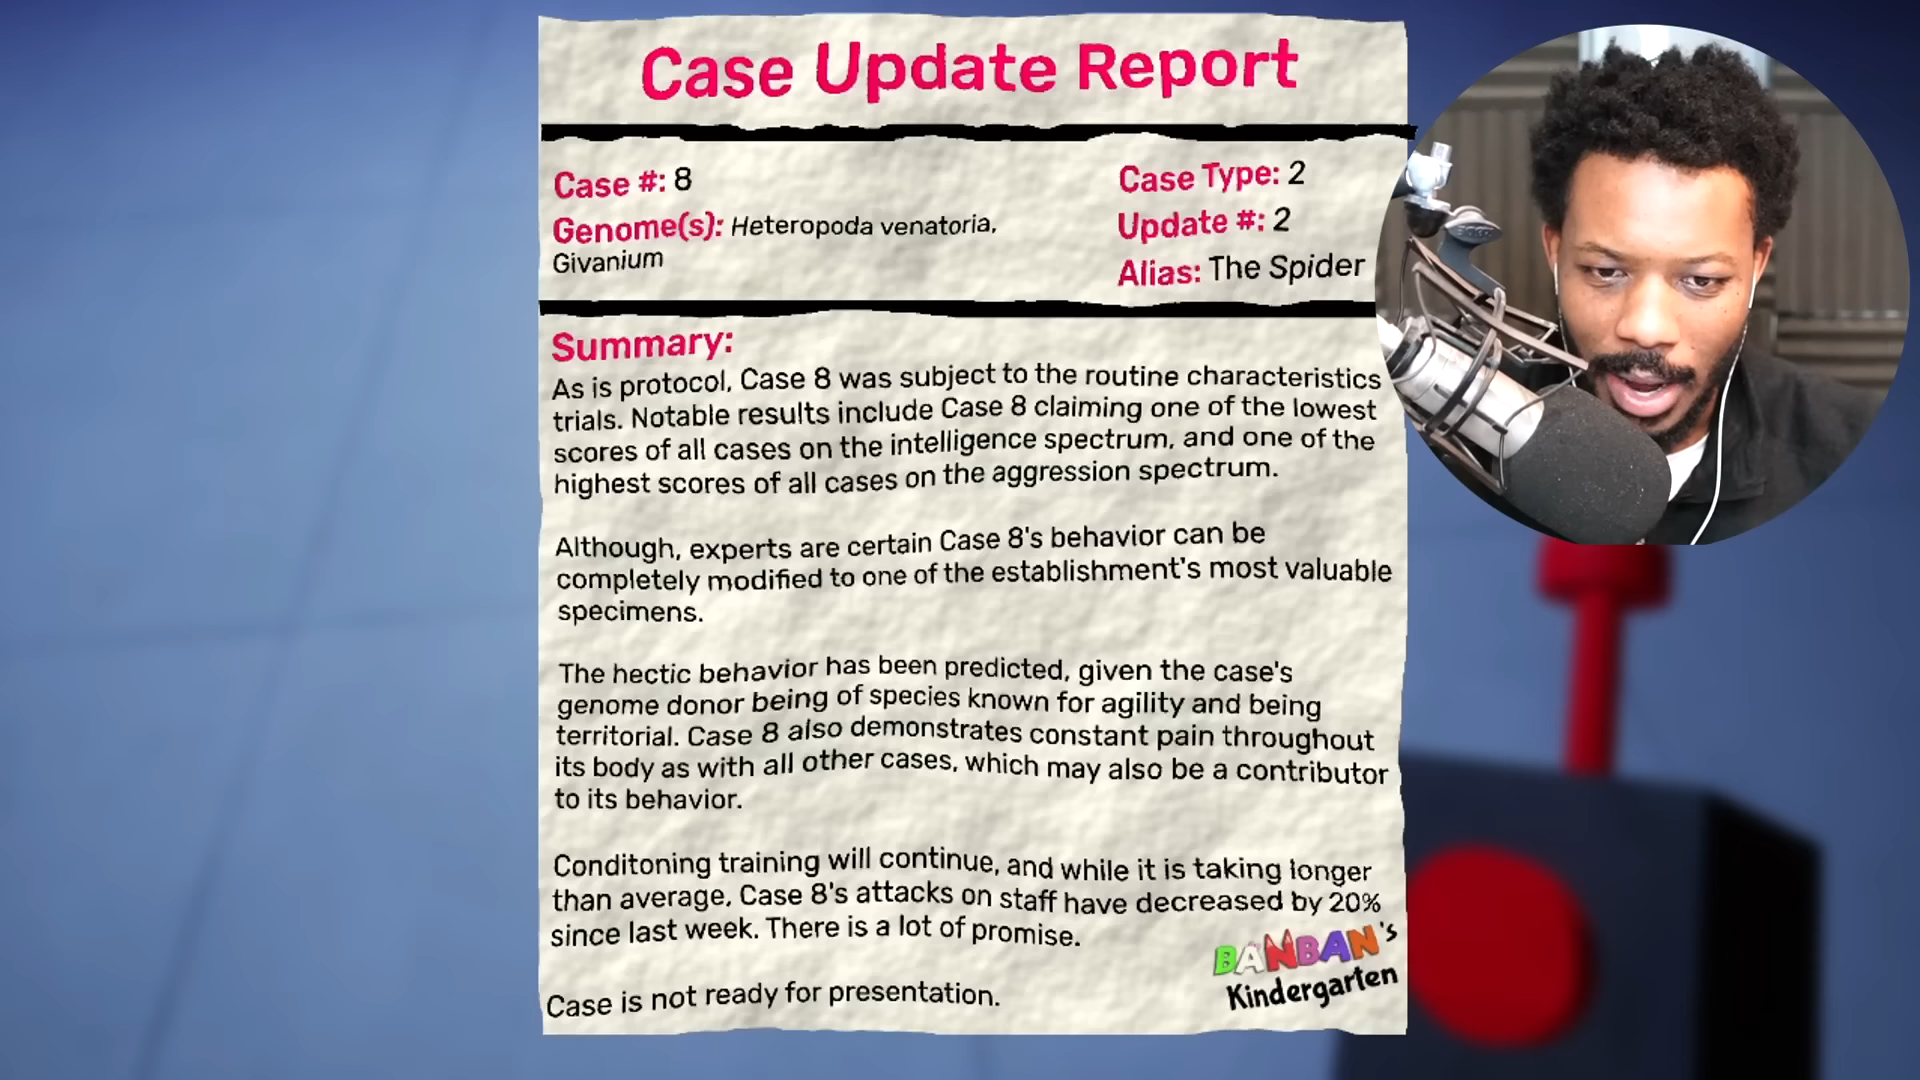 Case Update Report
Case #: 8
Genome(s): Heteropoda venatoria,
Givanium
Case Type: 2
Update #: 2
Alias: The Spider
Summary:
As is protocol, Case 8 was subject to the routine characteristics
trials. Notable results include Case 8 claiming one of the lowest
scores of all cases on the intelligence spectrum, and one of the
highest scores of all cases on the aggression spectrum.
Although, experts are certain Case 8's behavior can be
completely modified to one of the establishment's most valuable
specimens.
The hectic behavior has been predicted, given the case's
genome donor being of species known for agility and being
territorial. Case 8 also demonstrates constant pain throughout
its body as with all other cases, which may also be a contributor
to its behavior.
Conditoning training will continue, and while it is taking longer
than average, Case 8's attacks on staff have decreased by 20%
since last week. There is a lot of promise.
Case is not ready for presentation.
BANBAN's
Kindergarten